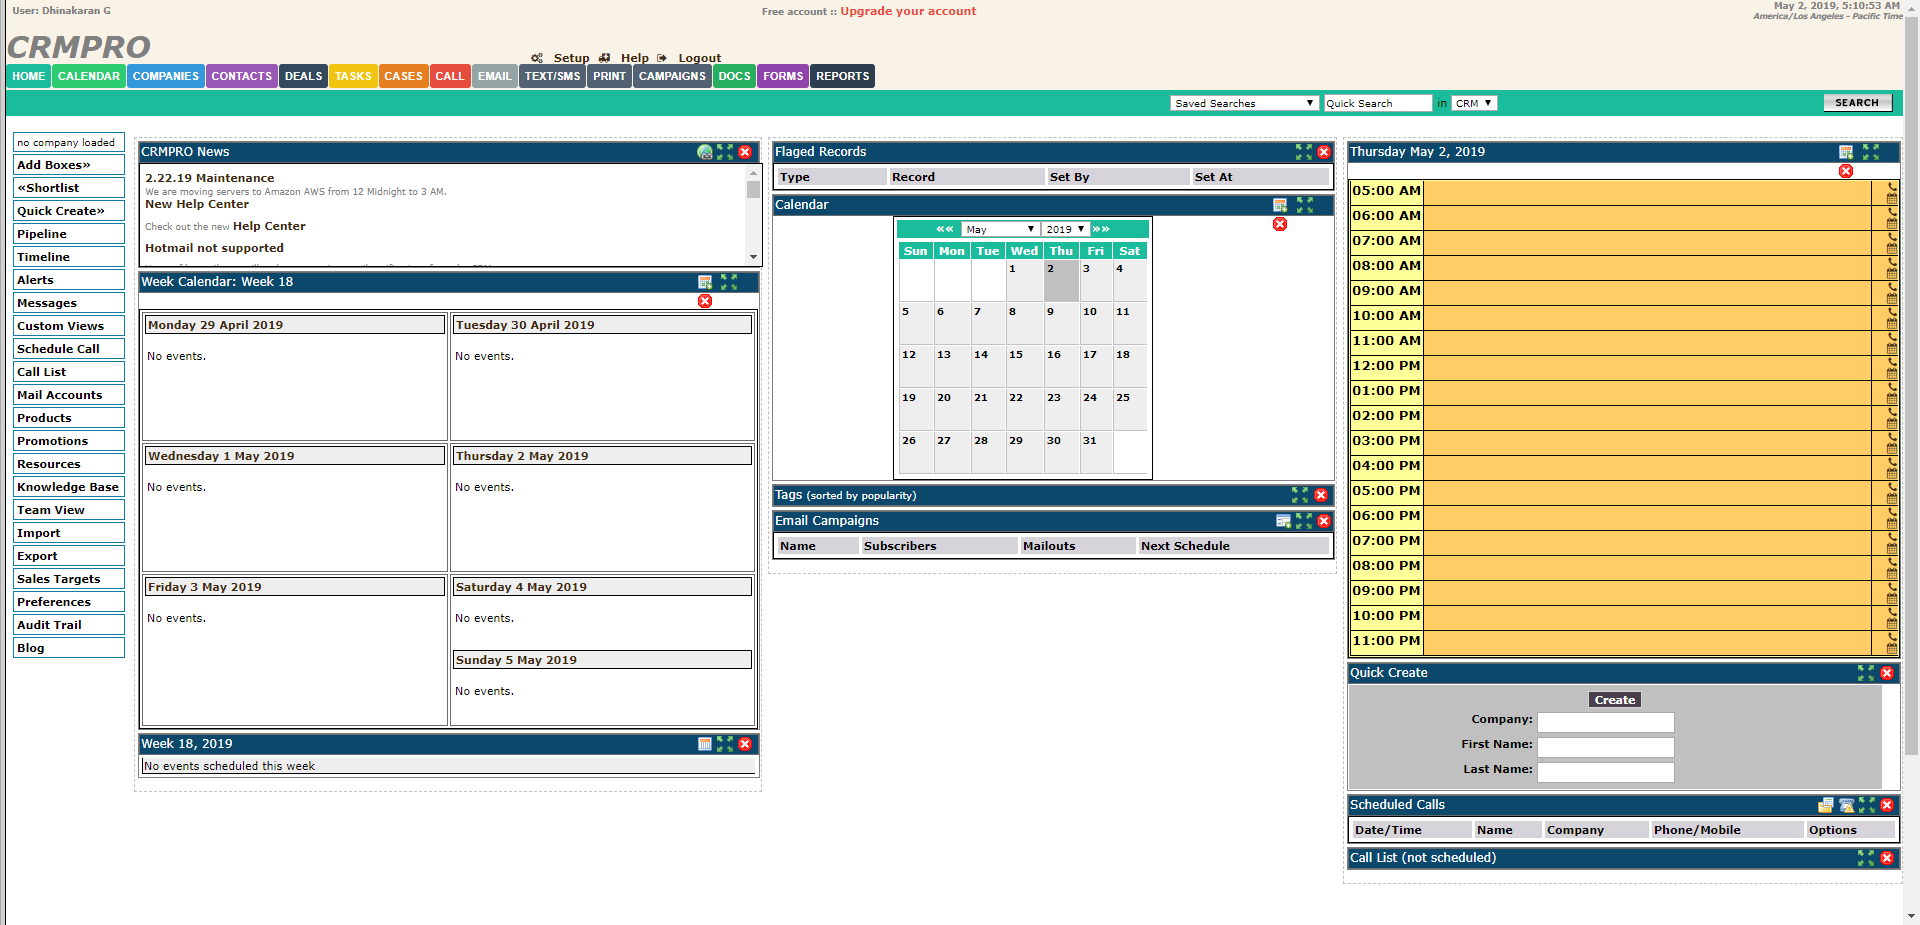 User: Dhinakaran G
Free account :: Upgrade your account
May 2, 2019, 5:10:53 AM
America/Los Angeles - Pacific Time
CRMPRO
Setup Help Logout
HOME CALENDAR COMPANIES CONTACTS DEALS TASKS CASES CALL EMAIL TEXT/SMS PRINT CAMPAIGNS DOCS FORMS REPORTS
Saved Searches Quick Search in CRM SEARCH
no company loaded
Add Boxes»
«Shortlist
Quick Create»
Pipeline
Timeline
Alerts
Messages
Custom Views
Schedule Call
Call List
Mail Accounts
Products
Promotions
Resources
Knowledge Base
Team View
Import
Export
Sales Targets
Preferences
Audit Trail
Blog
CRMPRO News
2.22.19 Maintenance
We are moving servers to Amazon AWS from 12 Midnight to 3 AM.
New Help Center
Check out the new Help Center
Hotmail not supported
Week Calendar: Week 18
Monday 29 April 2019
No events.
Tuesday 30 April 2019
No events.
Wednesday 1 May 2019
No events.
Thursday 2 May 2019
No events.
Friday 3 May 2019
No events.
Saturday 4 May 2019
No events.
Sunday 5 May 2019
No events.
Week 18, 2019
No events scheduled this week
Flaged Records
Type Record Set By Set At
Calendar
«« May 2019 »»
Sun Mon Tue Wed Thu Fri Sat
1 2 3 4
5 6 7 8 9 10 11
12 13 14 15 16 17 18
19 20 21 22 23 24 25
26 27 28 29 30 31
Tags (sorted by popularity)
Email Campaigns
Name Subscribers Mailouts Next Schedule
Thursday May 2, 2019
05:00 AM
06:00 AM
07:00 AM
08:00 AM
09:00 AM
10:00 AM
11:00 AM
12:00 PM
01:00 PM
02:00 PM
03:00 PM
04:00 PM
05:00 PM
06:00 PM
07:00 PM
08:00 PM
09:00 PM
10:00 PM
11:00 PM
Quick Create
Create
Company:
First Name:
Last Name:
Scheduled Calls
Date/Time Name Company Phone/Mobile Options
Call List (not scheduled)